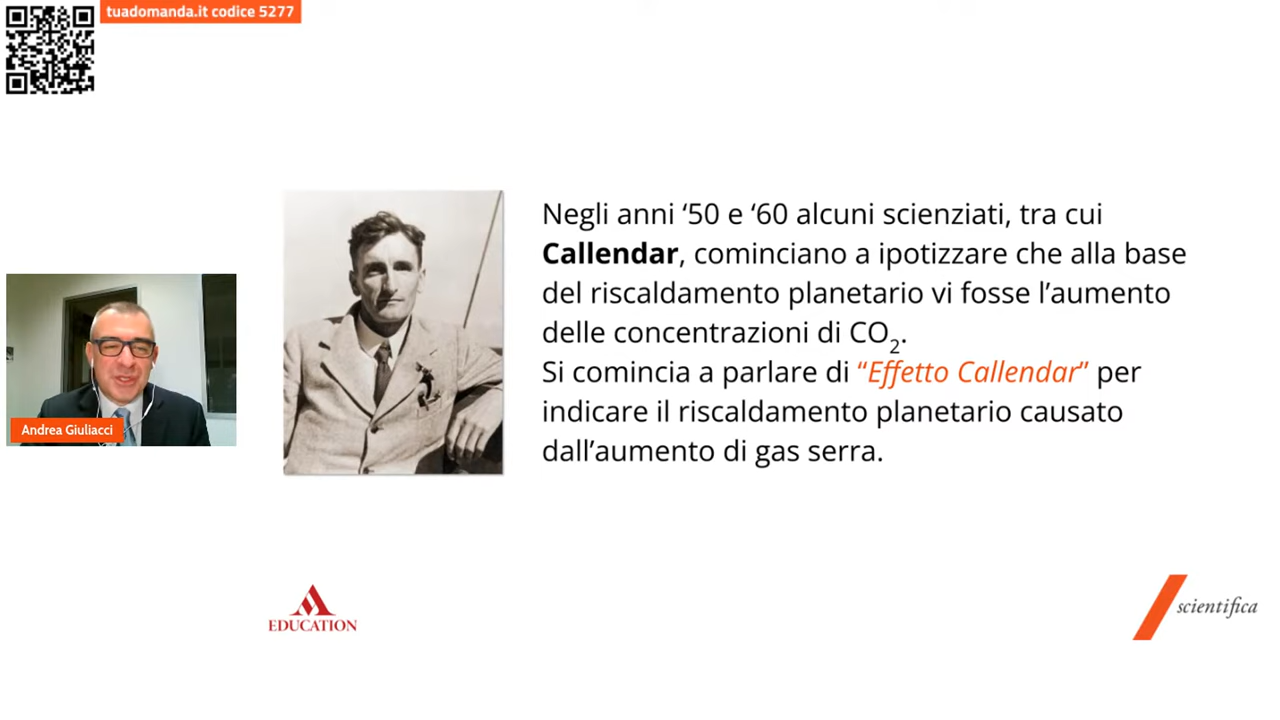 tuadomanda.it codice 5277
Negli anni ‘50 e ‘60 alcuni scienziati, tra cui
Callendar, cominciano a ipotizzare che alla base
del riscaldamento planetario vi fosse l’aumento
delle concentrazioni di CO₂.
Si comincia a parlare di “Effetto Callendar” per
indicare il riscaldamento planetario causato
dall’aumento di gas serra.
Andrea Giuliacci
EDUCATION
scientifica